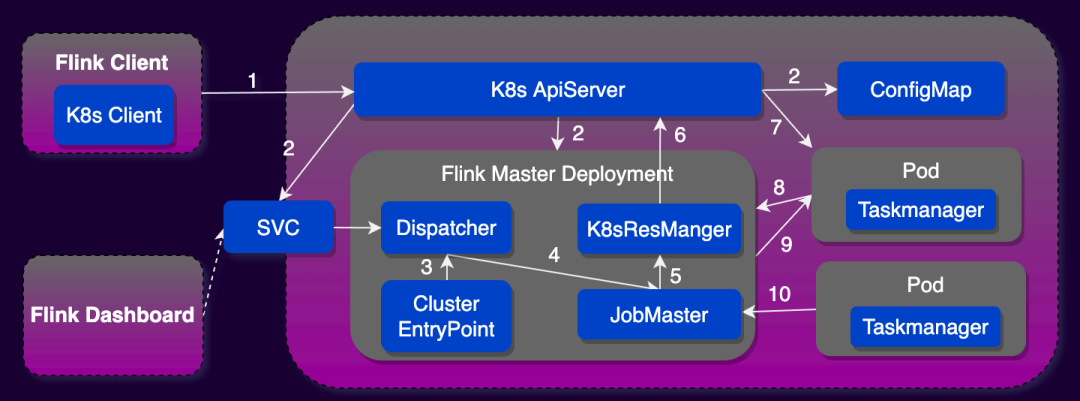 Flink Client
K8s Client
1
K8s ApiServer
2
ConfigMap
2
2
6
7
Flink Master Deployment
Pod
Taskmanager
8
9
SVC
Dispatcher
K8sResManger
3
4
5
Cluster
EntryPoint
JobMaster
10
Pod
Taskmanager
Flink Dashboard